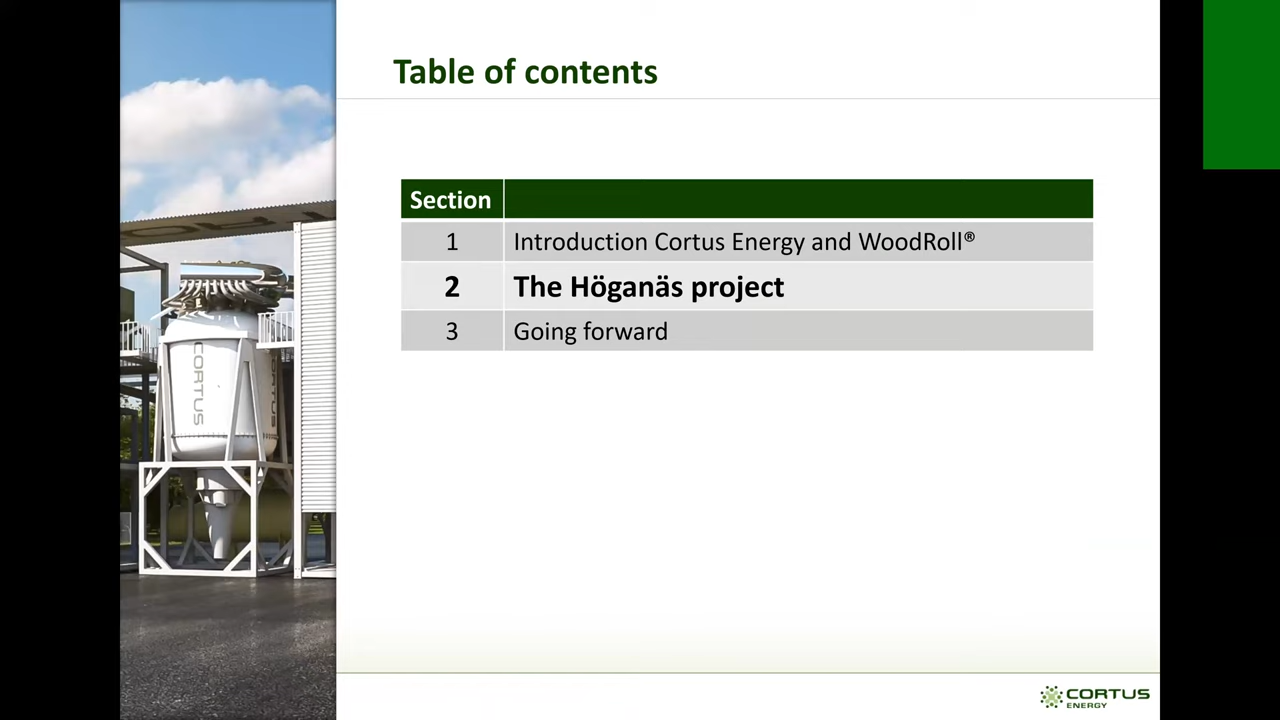 Table of contents
Section
1 Introduction Cortus Energy and WoodRoll®
2 The Höganäs project
3 Going forward
CORTUS
CORTUS
CORTUS
ENERGY